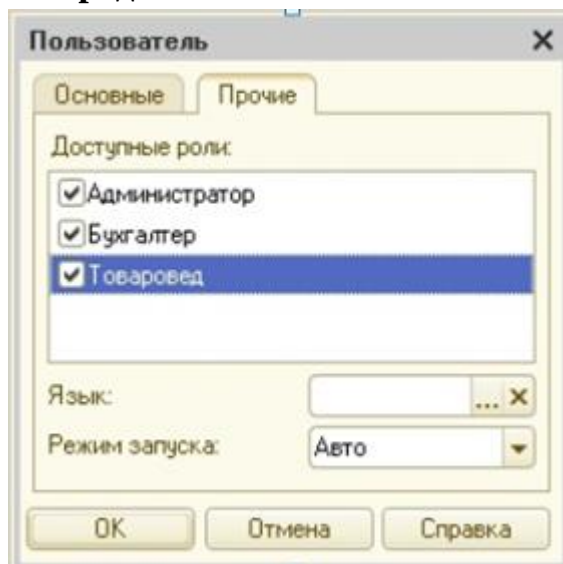 Пользователь
Основные Прочие
Доступные роли:
Администратор
Бухгалтер
Товаровед
Язык: ...
Режим запуска: Авто
OK Отмена Справка